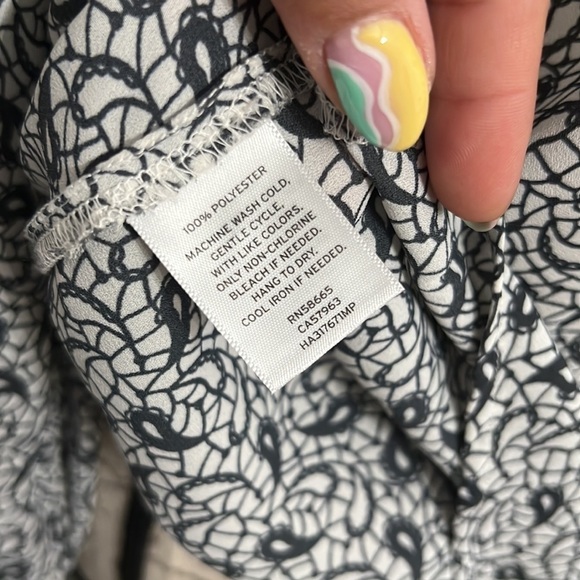 100% POLYESTER
MACHINE WASH COLD,
GENTLE CYCLE,
WITH LIKE COLORS,
ONLY NON-CHLORINE
BLEACH IF NEEDED.
HANG TO DRY.
COOL IRON IF NEEDED.
RN58665
CA57963
HA317671MP